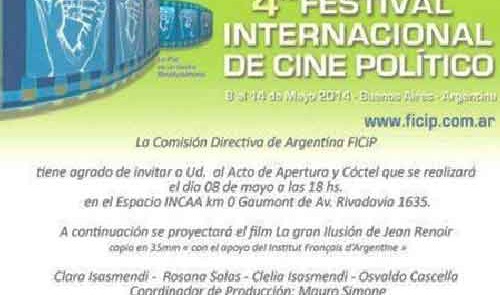 4to FESTIVAL
INTERNACIONAL
DE CINE POLÍTICO
8 al 14 de Mayo 2014 - Buenos Aires - Argentina
www.ficip.com.ar
La Comisión Directiva de Argentina FICiP
tiene agrado de invitar a Ud. al Acto de Apertura y Cóctel que se realizará
el día 08 de mayo a las 18 hs.
en el Espacio INCAA km 0 Gaumont de Av. Rivadavia 1635.
A continuación se proyectará el film La gran Ilusión de Jean Renoir
copia en 35mm « con el apoyo del Institut Français d'Argentine »
Clara Isasmendi - Rosana Salas - Clelia Isasmendi - Osvaldo Cascella
Coordinador de Producción: Mauro Simone